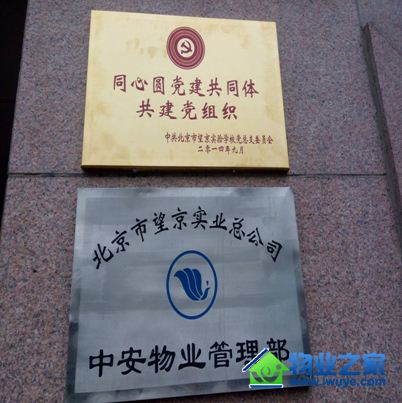 同心圆党建共同体
共建党组织
中共北京市望京实验学校党总支委员会
二零一四年九月
北京市望京实业总公司
中安物业管理部
物业之家
www.iwuye.com